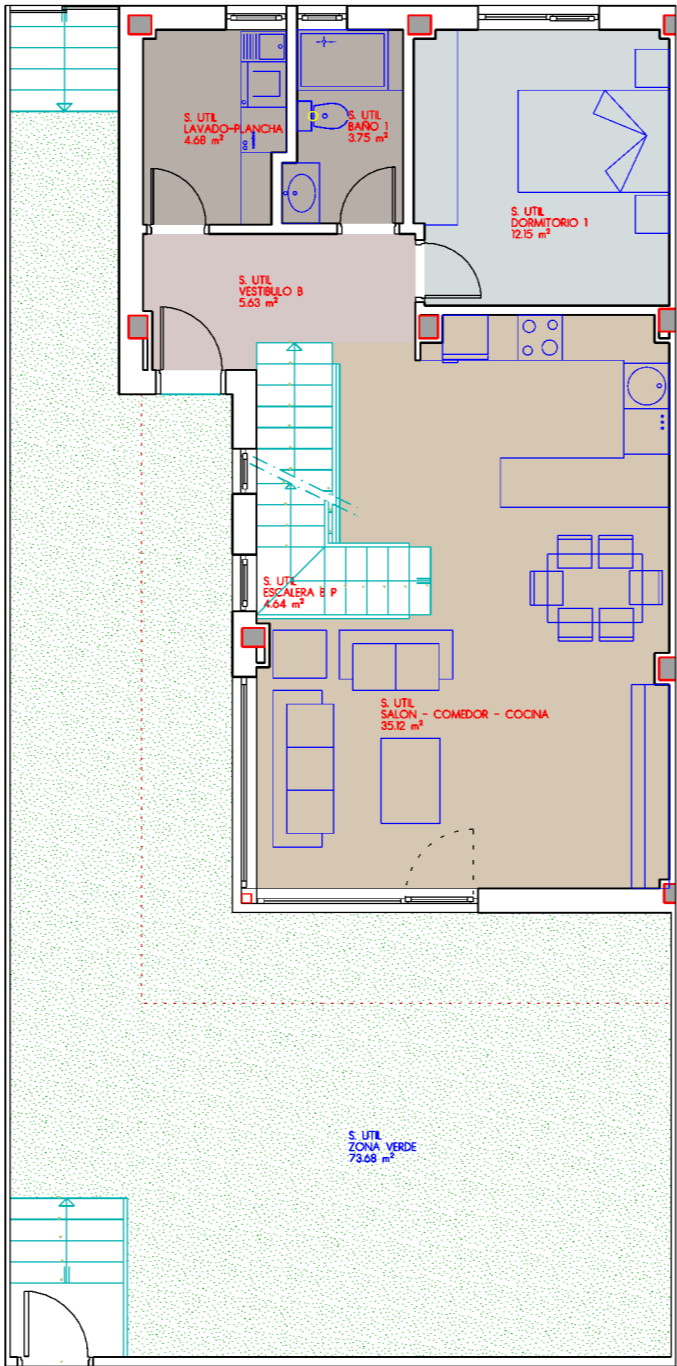 S. UTIL
LAVADO-PLANCHA
4.68 m²
S. UTIL
BAÑO 1
3.75 m²
S. UTIL
DORMITORIO 1
12.15 m²
S. UTIL
VESTIBULO B
5.63 m²
S. UTIL
ESCALERA B P
4.64 m²
S. UTIL
SALON - COMEDOR - COCINA
35.12 m²
S. UTIL
ZONA VERDE
73.68 m²